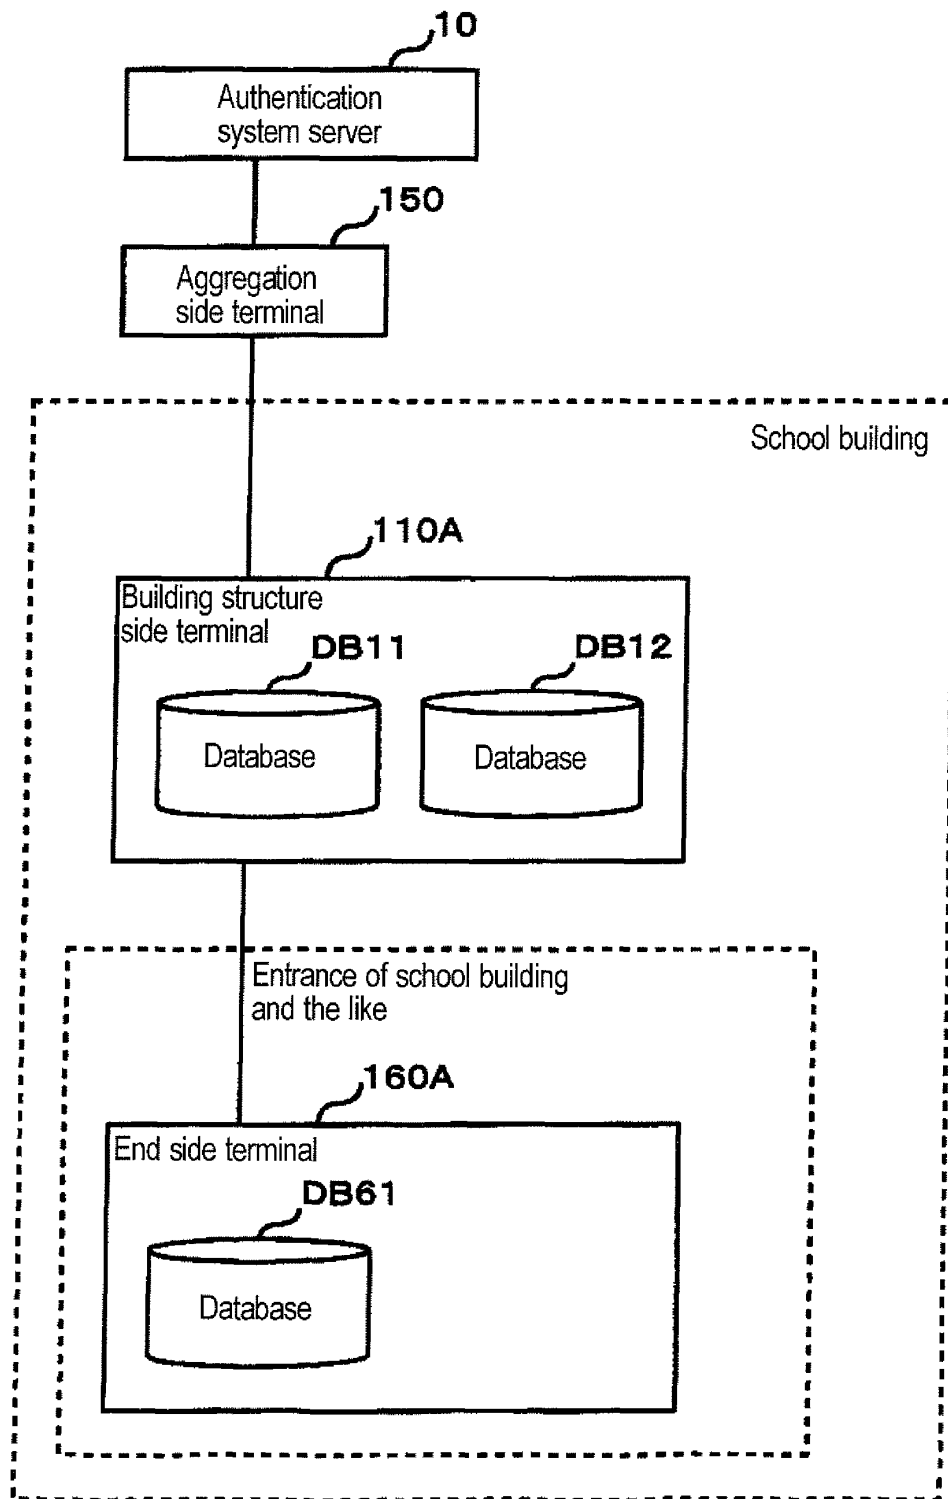 10
Authentication
system server
150
Aggregation
side terminal
School building
110A
Building structure
side terminal
DB11
DB12
Database
Database
Entrance of school building
and the like
160A
End side terminal
DB61
Database